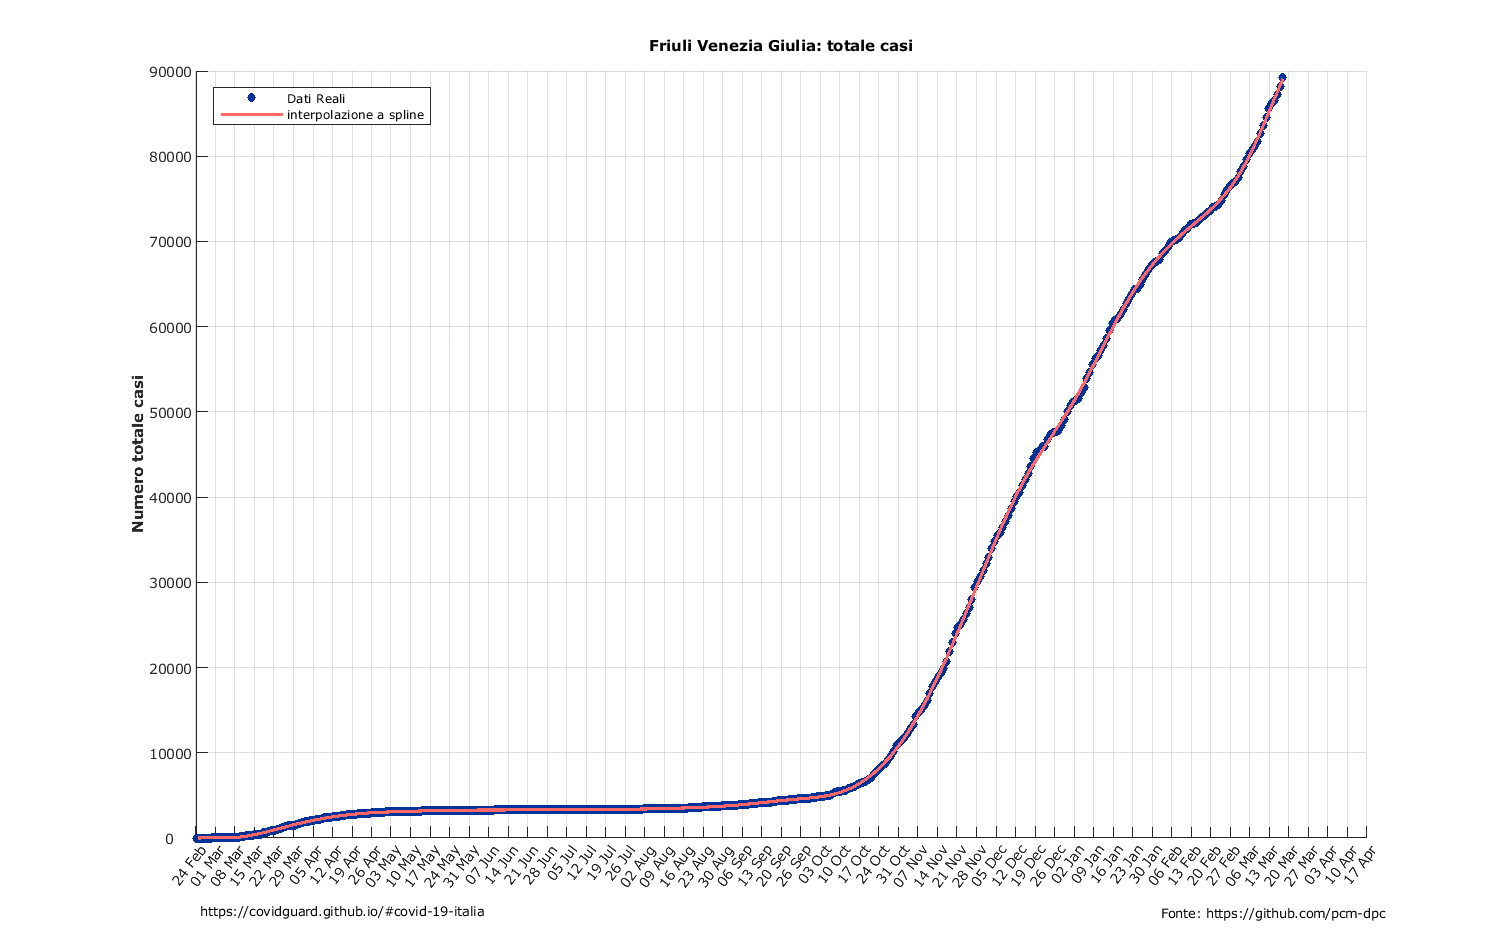 Friuli Venezia Giulia: totale casi
Dati Reali
interpolazione a spline
Numero totale casi
90000
80000
70000
60000
50000
40000
30000
20000
10000
0
24 Feb
01 Mar
08 Mar
15 Mar
22 Mar
29 Mar
05 Apr
12 Apr
19 Apr
26 Apr
03 May
10 May
17 May
24 May
31 May
07 Jun
14 Jun
21 Jun
28 Jun
05 Jul
12 Jul
19 Jul
26 Jul
02 Aug
09 Aug
16 Aug
23 Aug
30 Aug
06 Sep
13 Sep
20 Sep
26 Sep
03 Oct
10 Oct
17 Oct
24 Oct
31 Oct
07 Nov
14 Nov
21 Nov
28 Nov
05 Dec
12 Dec
19 Dec
26 Dec
02 Jan
09 Jan
16 Jan
23 Jan
30 Jan
06 Feb
13 Feb
20 Feb
27 Feb
06 Mar
13 Mar
20 Mar
27 Mar
03 Apr
10 Apr
17 Apr
https://covidguard.github.io/#covid-19-italia
Fonte: https://github.com/pcm-dpc